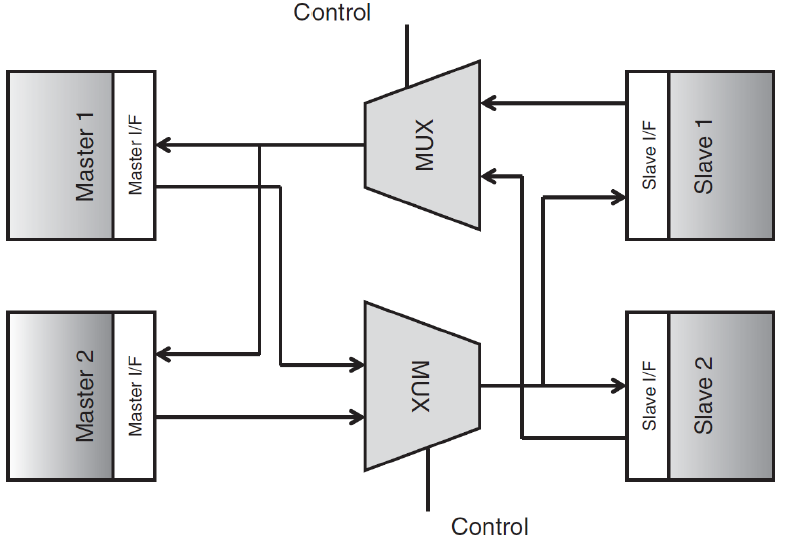 Control
Master 1
Master I/F
MUX
Slave I/F
Slave 1
Master 2
Master I/F
MUX
Slave I/F
Slave 2
Control